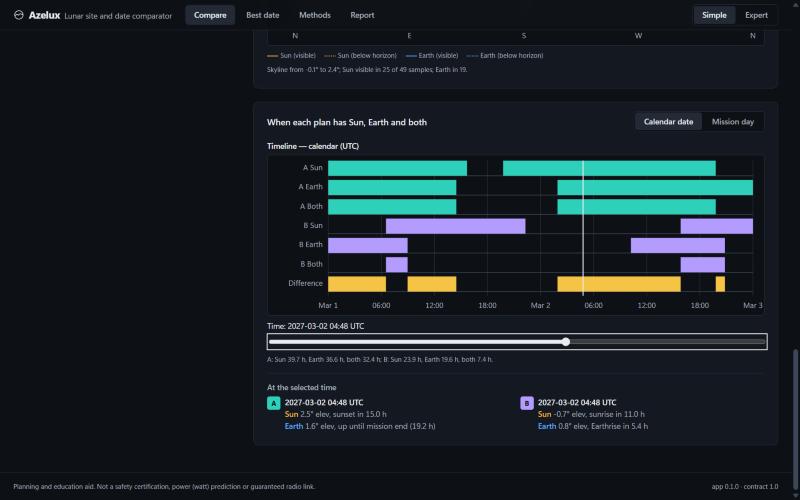 Azelux Lunar site and date comparator Compare Best date Methods Report Simple Expert
N E S W N
Sun (visible) Sun (below horizon) Earth (visible) Earth (below horizon)
Skyline from -0.1° to 2.4°; Sun visible in 25 of 49 samples; Earth in 19.
When each plan has Sun, Earth and both Calendar date Mission day
Timeline — calendar (UTC)
A Sun
A Earth
A Both
B Sun
B Earth
B Both
Difference
Mar 1 06:00 12:00 18:00 Mar 2 06:00 12:00 18:00 Mar 3
Time: 2027-03-02 04:48 UTC
A: Sun 39.7 h, Earth 36.6 h, both 32.4 h; B: Sun 23.9 h, Earth 19.6 h, both 7.4 h.
At the selected time
A 2027-03-02 04:48 UTC
Sun 2.5° elev, sunset in 15.0 h
Earth 1.6° elev, up until mission end (19.2 h)
B 2027-03-02 04:48 UTC
Sun -0.7° elev, sunrise in 11.0 h
Earth 0.8° elev, Earthrise in 5.4 h
Planning and education aid. Not a safety certification, power (watt) prediction or guaranteed radio link. app 0.1.0 · contract 1.0